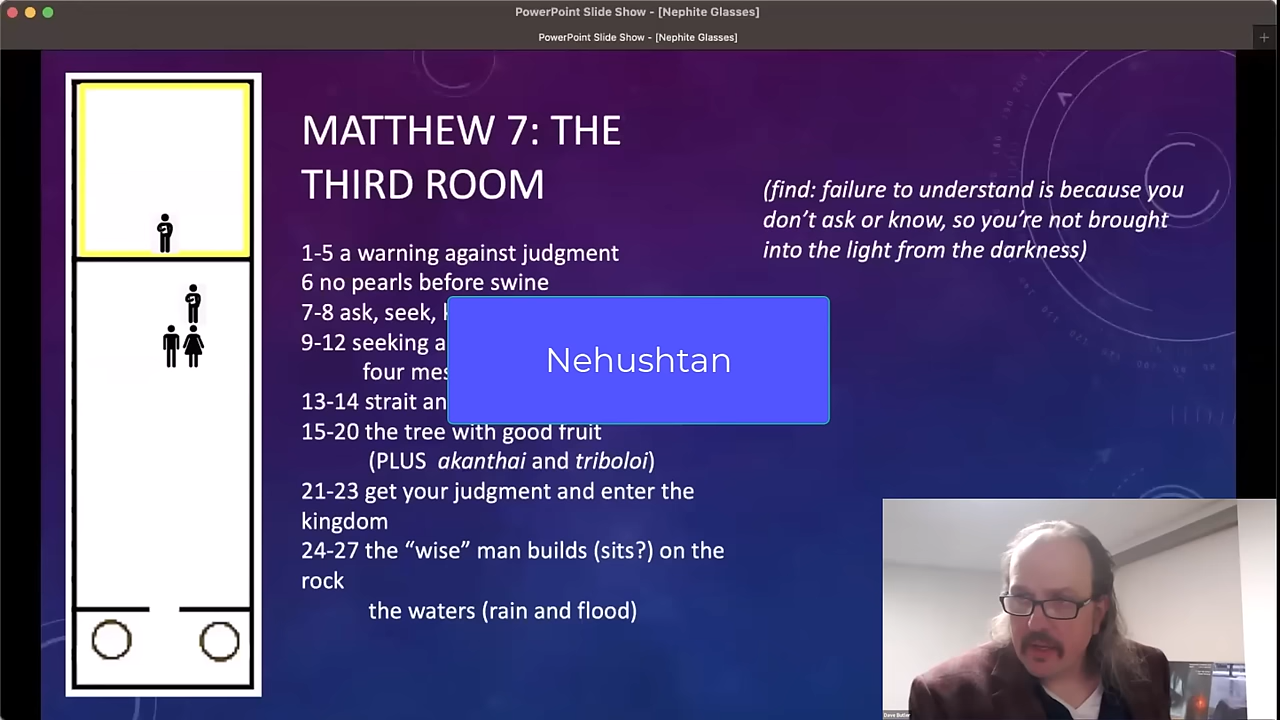 PowerPoint Slide Show - [Nephite Glasses]
PowerPoint Slide Show - [Nephite Glasses]
MATTHEW 7: THE
THIRD ROOM
1-5 a warning against judgment
6 no pearls before swine
7-8 ask, seek,
9-12 seeking
four
13-14 strait
15-20 the tree with good fruit
(PLUS akanthai and triboloi)
21-23 get your judgment and enter the
kingdom
24-27 the “wise” man builds (sits?) on the
rock
the waters (rain and flood)
(find: failure to understand is because you
don’t ask or know, so you’re not brought
into the light from the darkness)
Nehushtan
Dave Butler